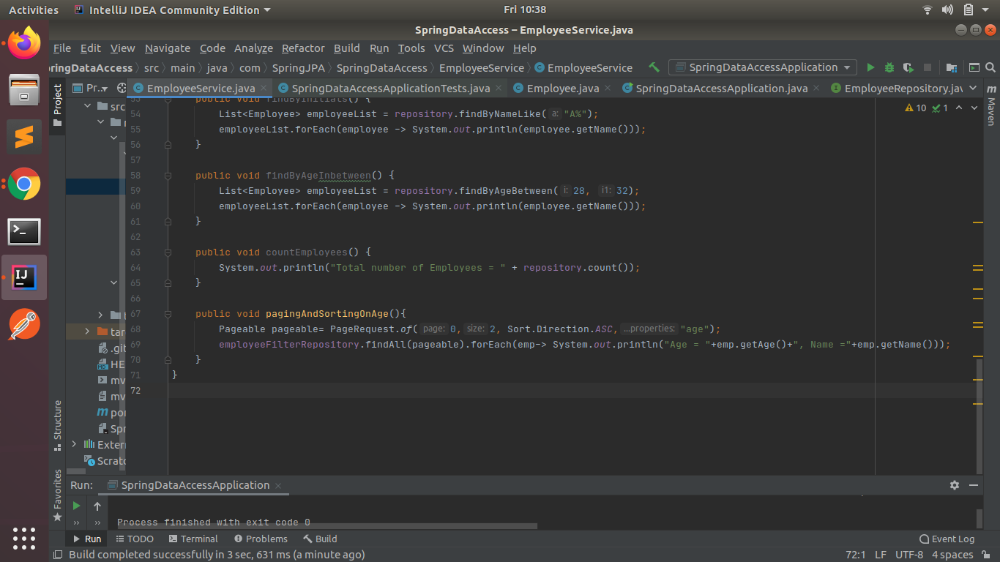 Activities IntelliJ IDEA Community Edition Fri 10:38
SpringDataAccess – EmployeeService.java
File Edit View Navigate Code Analyze Refactor Build Run Tools VCS Window Help
ringDataAccess src main java com SpringJPA SpringDataAccess EmployeeService EmployeeService SpringDataAccessApplication
Project Pr... EmployeeService.java SpringDataAccessApplicationTests.java Employee.java SpringDataAccessApplication.java EmployeeRepository.jav
m Maven
10 1
src
53 public void findByInitials() {
54 List<Employee> employeeList = repository.findByNameLike( a: "A%");
55 employeeList.forEach(employee -> System.out.println(employee.getName()));
56 }
57
58 public void findByAgeInbetween() {
59 List<Employee> employeeList = repository.findByAgeBetween( i: 28, i1: 32);
60 employeeList.forEach(employee -> System.out.println(employee.getName()));
61 }
62
63 public void countEmployees() {
64 System.out.println("Total number of Employees = " + repository.count());
65 }
66
67 public void pagingAndSortingOnAge(){
68 Pageable pageable= PageRequest.of( page: 0, size: 2, Sort.Direction.ASC, ...properties: "age");
69 employeeFilterRepository.findAll(pageable).forEach(emp-> System.out.println("Age = "+emp.getAge()+", Name ="+emp.getName()));
70 }
71 }
72
tar
.git
HE
mv
mv
m pon
Spr
Extern
Scratc
Structure
Favorites
Run: SpringDataAccessApplication
Process finished with exit code 0
Run TODO Terminal Problems Build Event Log
Build completed successfully in 3 sec, 631 ms (a minute ago) 72:1 LF UTF-8 4 spaces